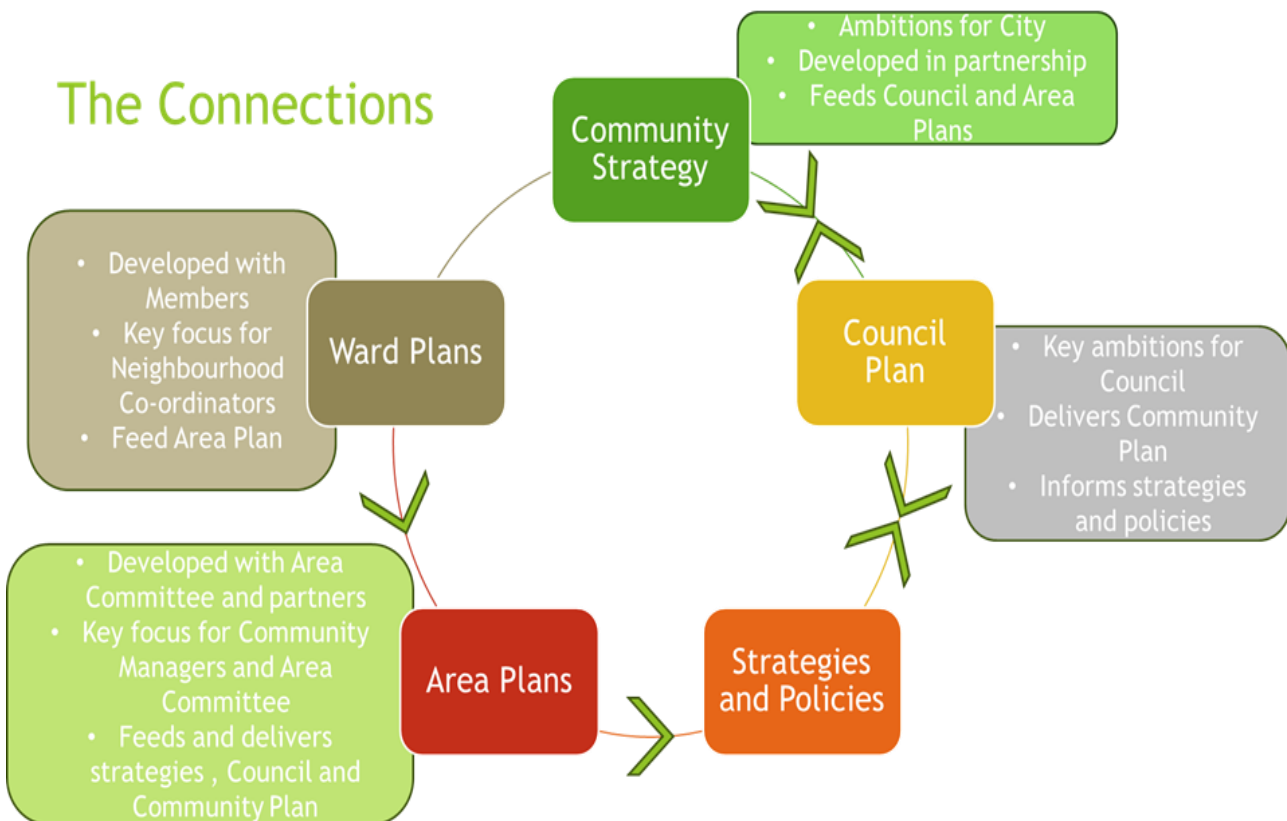 The Connections
• Ambitions for City
• Developed in partnership
• Feeds Council and Area
Plans
Community
Strategy
• Developed with
Members
• Key focus for
Neighbourhood
Co-ordinators
• Feed Area Plan
Ward Plans
Council
Plan
• Key ambitions for
Council
• Delivers Community
Plan
• Informs strategies
and policies
• Developed with Area
Committee and partners
• Key focus for Community
Managers and Area
Committee
• Feeds and delivers
strategies , Council and
Community Plan
Area Plans
Strategies
and Policies